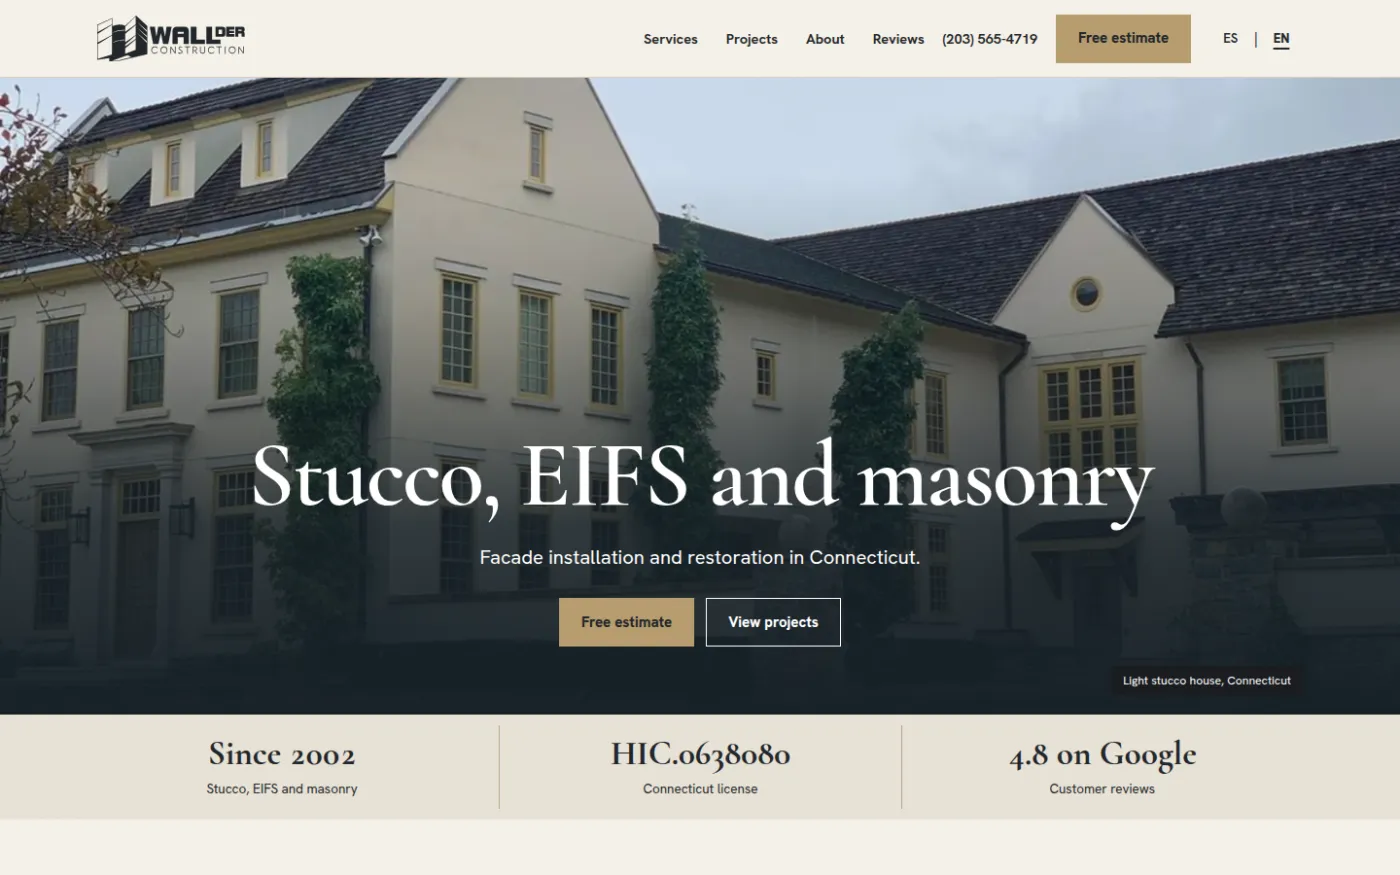 WALLDER
CONSTRUCTION
Services
Projects
About
Reviews
(203) 565-4719
Free estimate
ES | EN
Stucco, EIFS and masonry
Facade installation and restoration in Connecticut.
Free estimate
View projects
Light stucco house, Connecticut
Since 2002
Stucco, EIFS and masonry
HIC.0638080
Connecticut license
4.8 on Google
Customer reviews